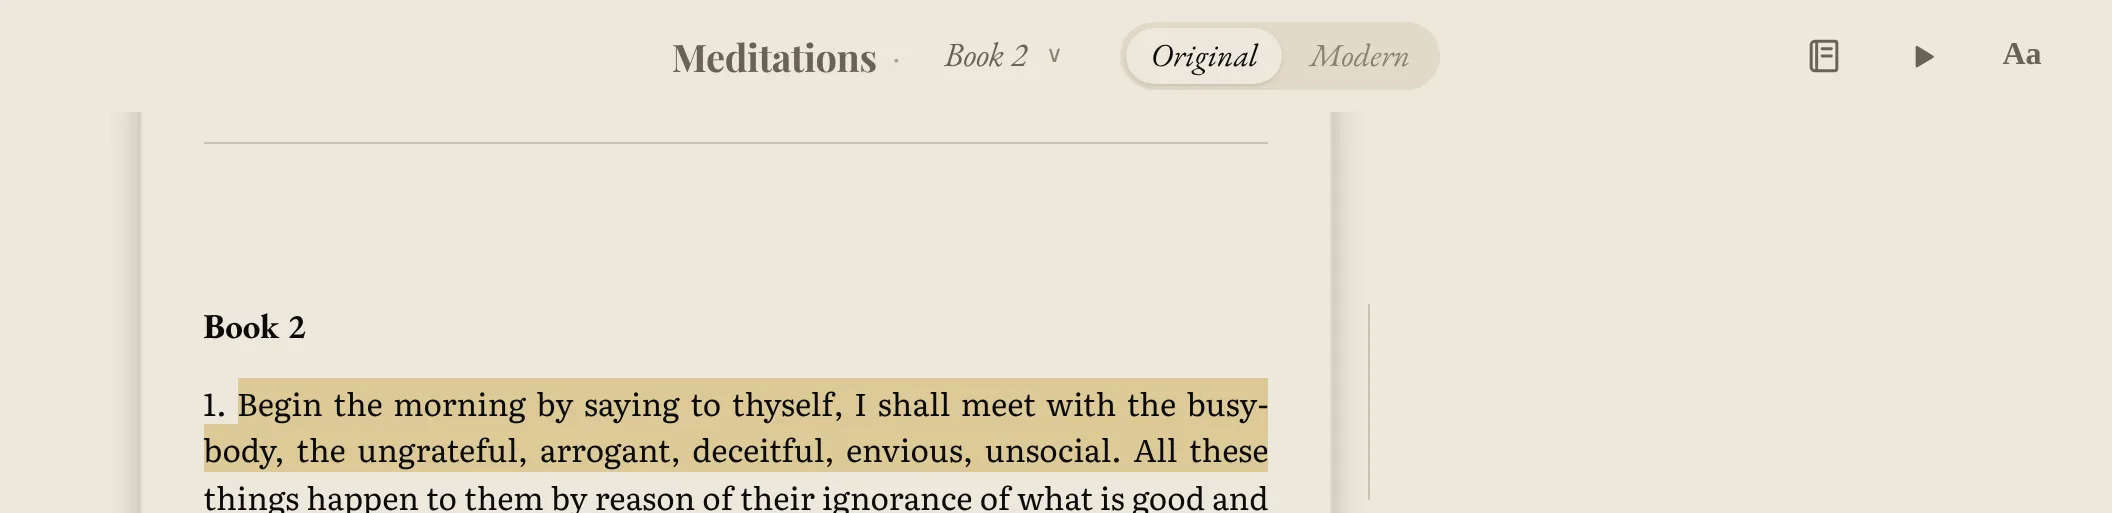 Meditations · Book 2 ∨ Original Modern Aa
Book 2
1. Begin the morning by saying to thyself, I shall meet with the busy-
body, the ungrateful, arrogant, deceitful, envious, unsocial. All these
things happen to them by reason of their ignorance of what is good and